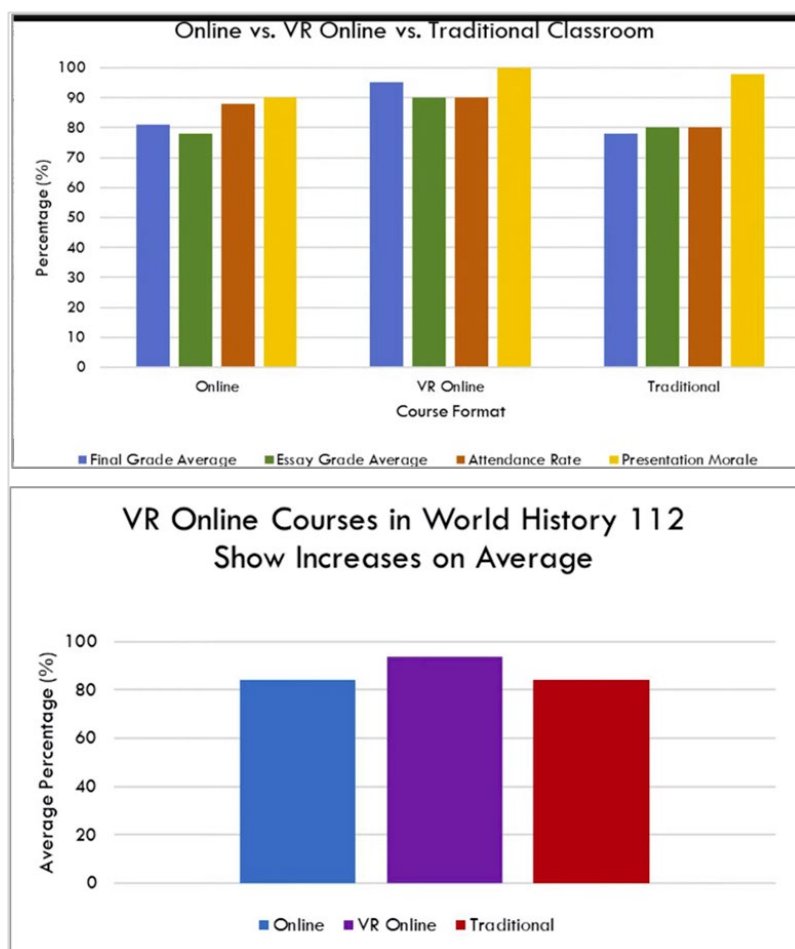 Online vs. VR Online vs. Traditional Classroom
100
90
80
70
60
50
40
30
20
10
0
Percentage (%)
Online VR Online Traditional
Course Format
Final Grade Average Essay Grade Average Attendance Rate Presentation Morale
VR Online Courses in World History 112
Show Increases on Average
100
80
60
40
20
0
Average Percentage (%)
Online VR Online Traditional